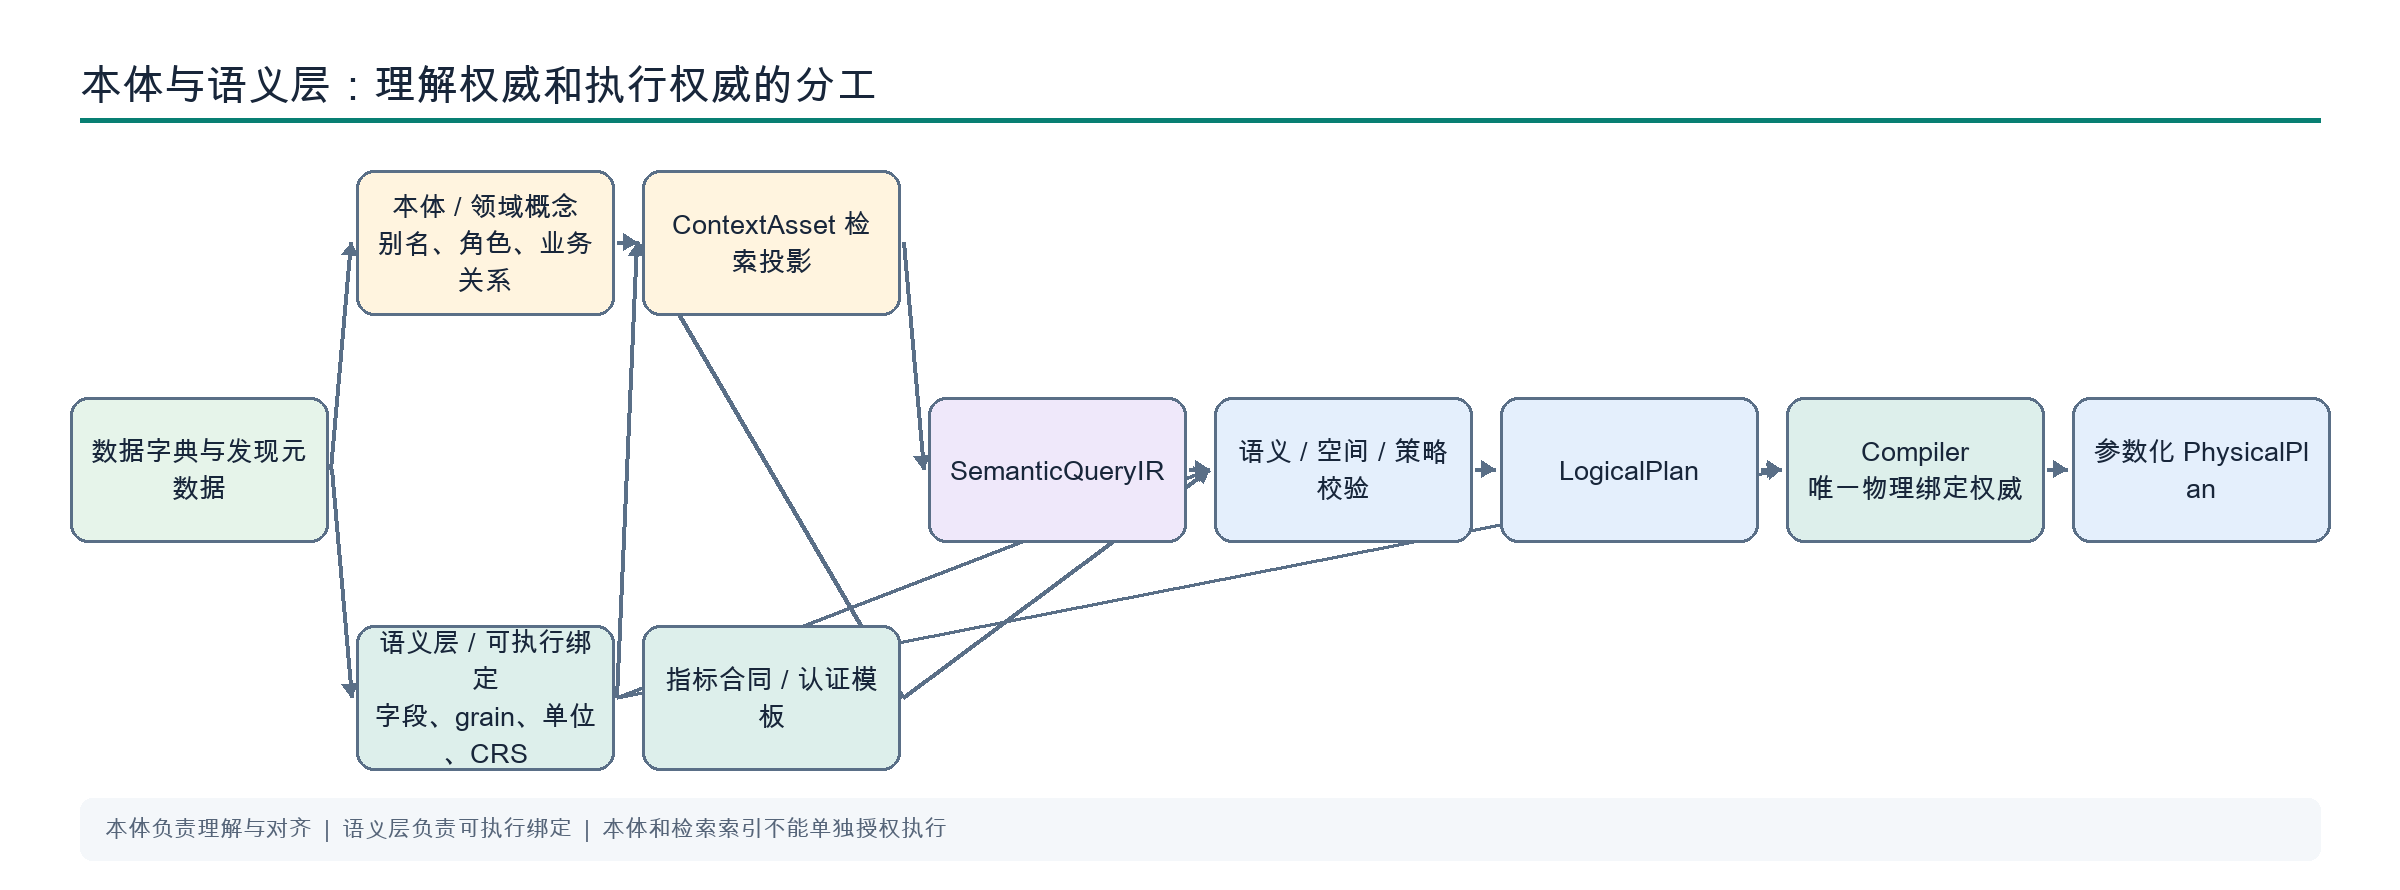 本体与语义层：理解权威和执行权威的分工
本体 / 领域概念
别名、角色、业务
关系
ContextAsset 检
索投影
数据字典与发现元
数据
SemanticQueryIR
语义 / 空间 / 策略
校验
LogicalPlan
Compiler
唯一物理绑定权威
参数化 PhysicalPl
an
语义层 / 可执行绑
定
字段、grain、单位
、CRS
指标合同 / 认证模
板
本体负责理解与对齐 | 语义层负责可执行绑定 | 本体和检索索引不能单独授权执行